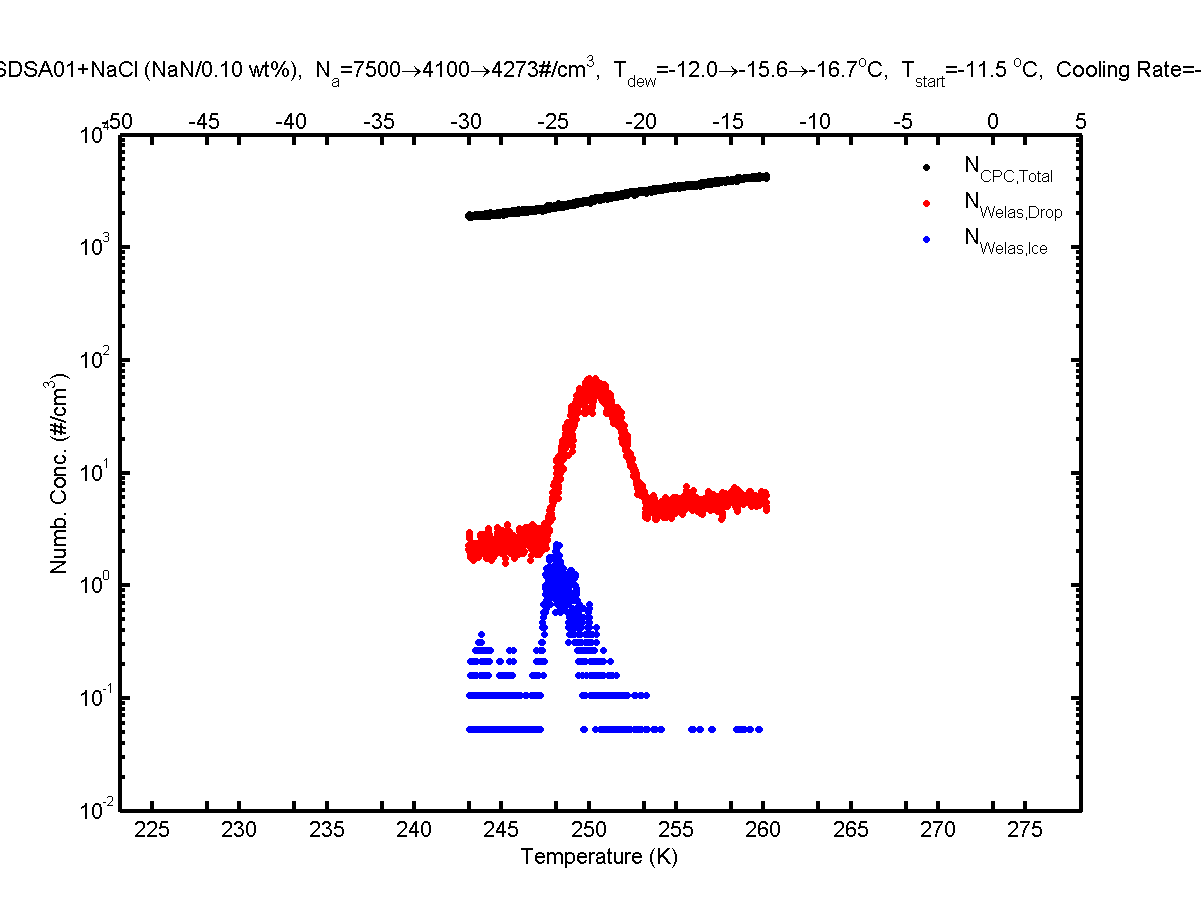 SDSA01+NaCl (NaN/0.10 wt%), Na=7500→4100→4273#/cm3, Tdew=-12.0→-15.6→-16.7oC, Tstart=-11.5 oC, Cooling Rate=-
-50 -45 -40 -35 -30 -25 -20 -15 -10 -5 0 5
104
NCPC,Total
NWelas,Drop
103
NWelas,Ice
102
Numb. Conc. (#/cm3)
101
100
10-1
10-2
225 230 235 240 245 250 255 260 265 270 275
Temperature (K)